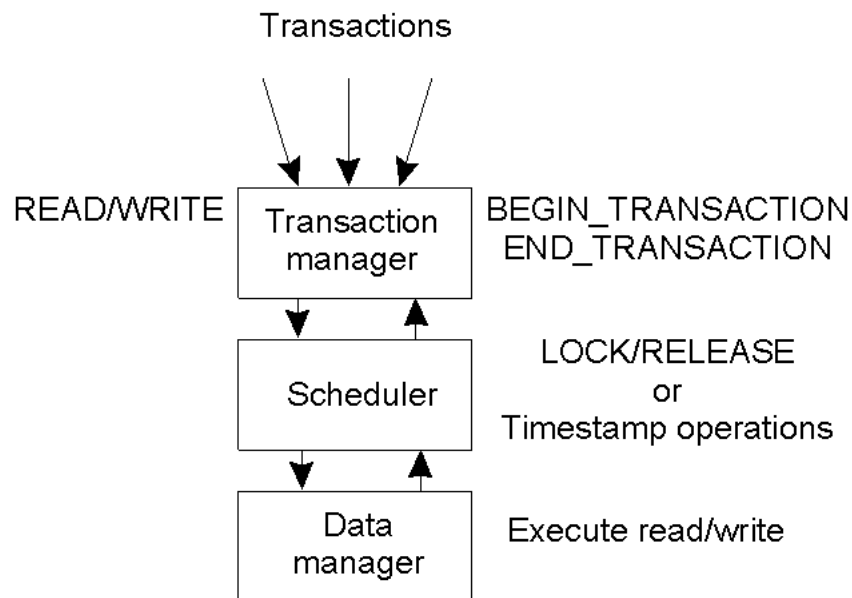 Transactions
READ/WRITE
Transaction
manager
BEGIN_TRANSACTION
END_TRANSACTION
Scheduler
LOCK/RELEASE
or
Timestamp operations
Data
manager
Execute read/write